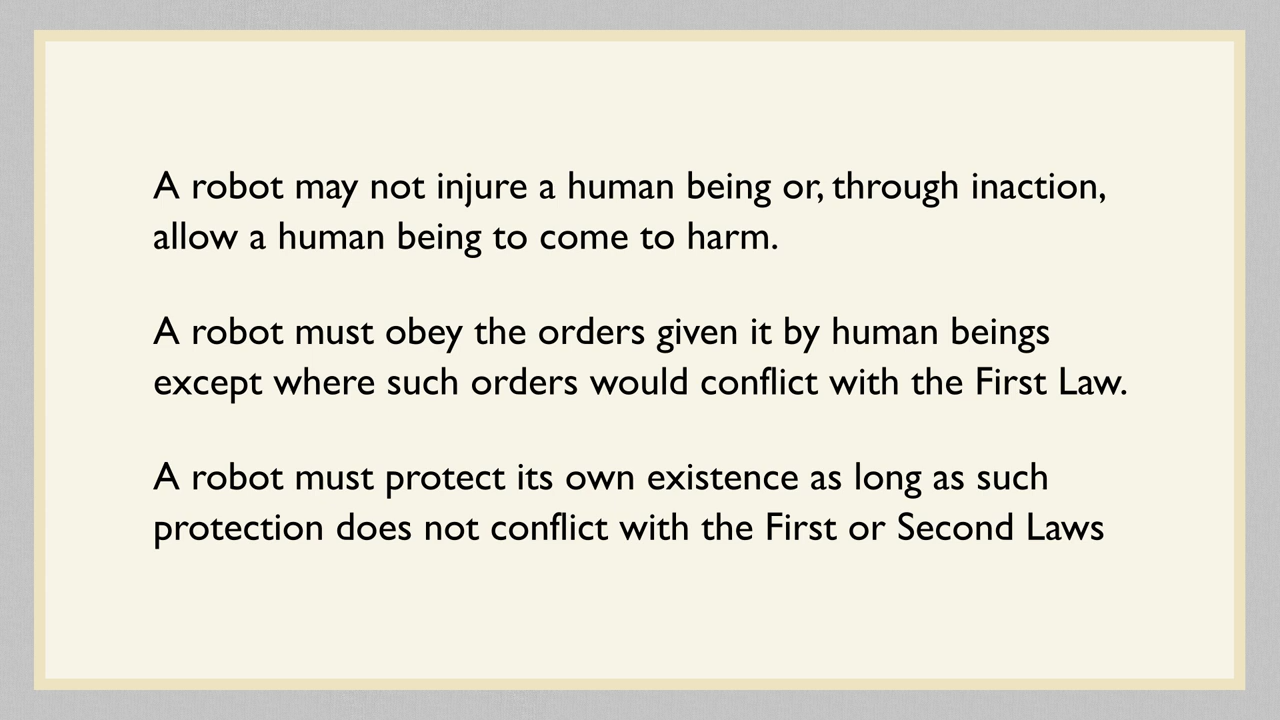 A robot may not injure a human being or, through inaction,
allow a human being to come to harm.
A robot must obey the orders given it by human beings
except where such orders would conflict with the First Law.
A robot must protect its own existence as long as such
protection does not conflict with the First or Second Laws